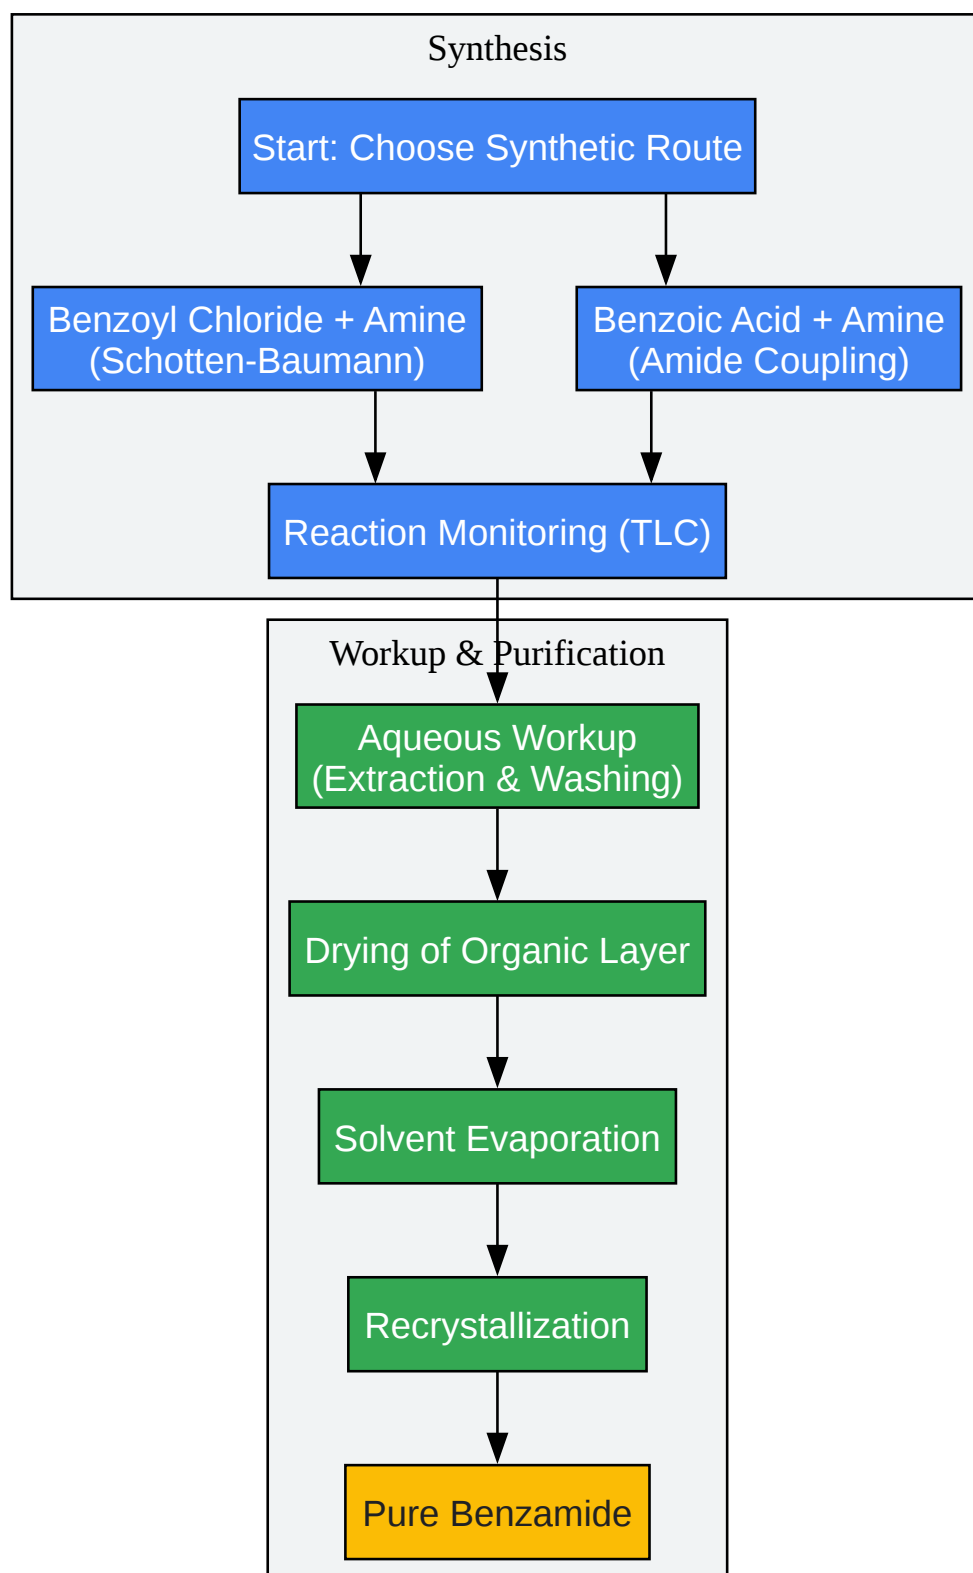 Synthesis
Start: Choose Synthetic Route
Benzoyl Chloride + Amine
(Schotten-Baumann)
Benzoic Acid + Amine
(Amide Coupling)
Reaction Monitoring (TLC)
Workup & Purification
Aqueous Workup
(Extraction & Washing)
Drying of Organic Layer
Solvent Evaporation
Recrystallization
Pure Benzamide